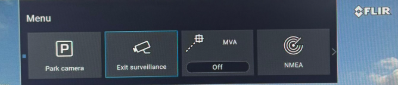 Menu
FLIR
P
Park camera
Exit surveillance
MVA
Off
NMEA